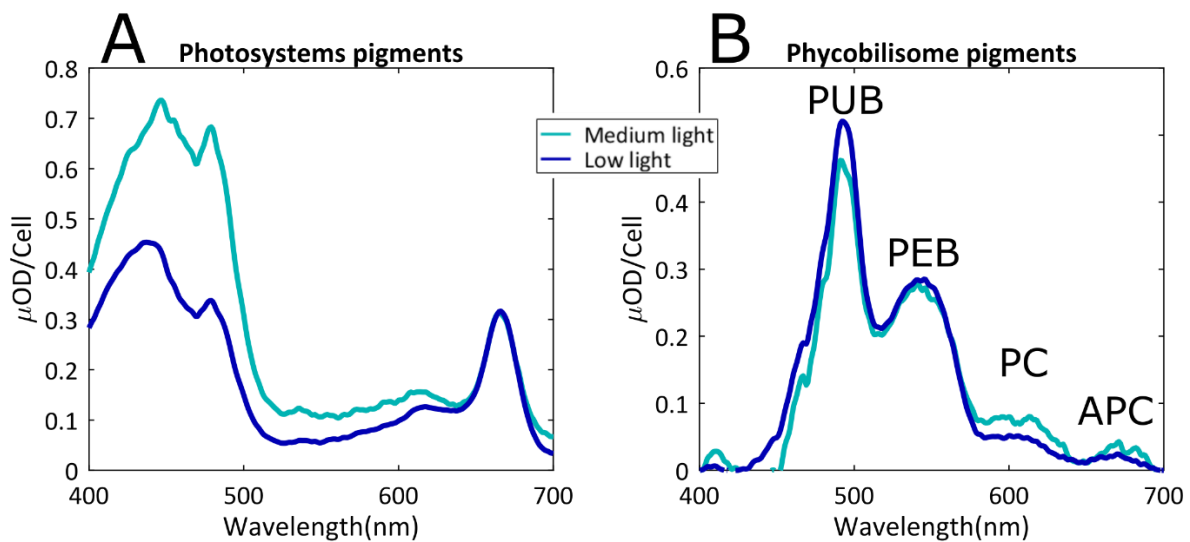 A
Photosystems pigments
0.8
0.7
0.6
0.5
0.4
0.3
0.2
0.1
0
μOD/Cell
400
500
600
700
Wavelength(nm)
Medium light
Low light
B
Phycobilisome pigments
0.6
0.4
0.3
0.2
0.1
0
μOD/Cell
PUB
PEB
PC
APC
400
500
600
700
Wavelength(nm)